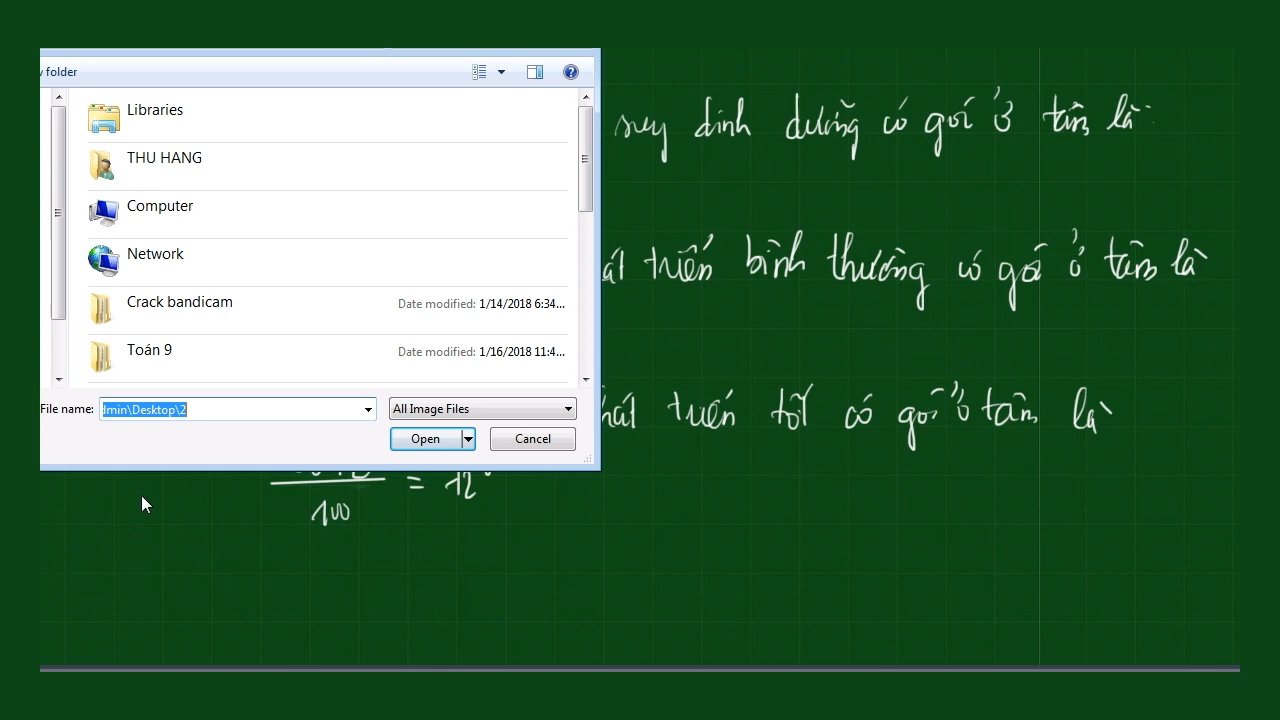 folder
Libraries
THU HANG
Computer
Network
Crack bandicam Date modified: 1/14/2018 6:34...
Toán 9 Date modified: 1/16/2018 11:4...
File name: dmin\Desktop\2 All Image Files
Open Cancel
suy dinh dưỡng có góc ở tâm là
triển bình thường có góc ở tâm là
triển tốt có góc ở tâm là
100 = 12°